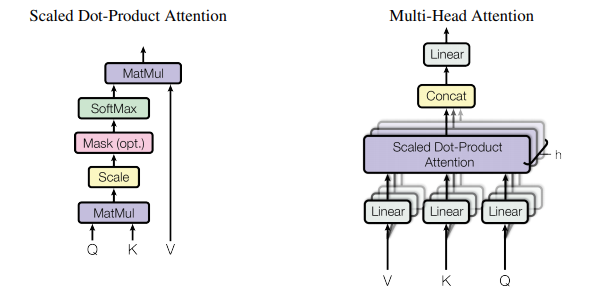 Scaled Dot-Product Attention
MatMul
SoftMax
Mask (opt.)
Scale
MatMul
Q K V
Multi-Head Attention
Linear
Concat
Scaled Dot-Product
Attention
h
Linear Linear Linear
V K Q